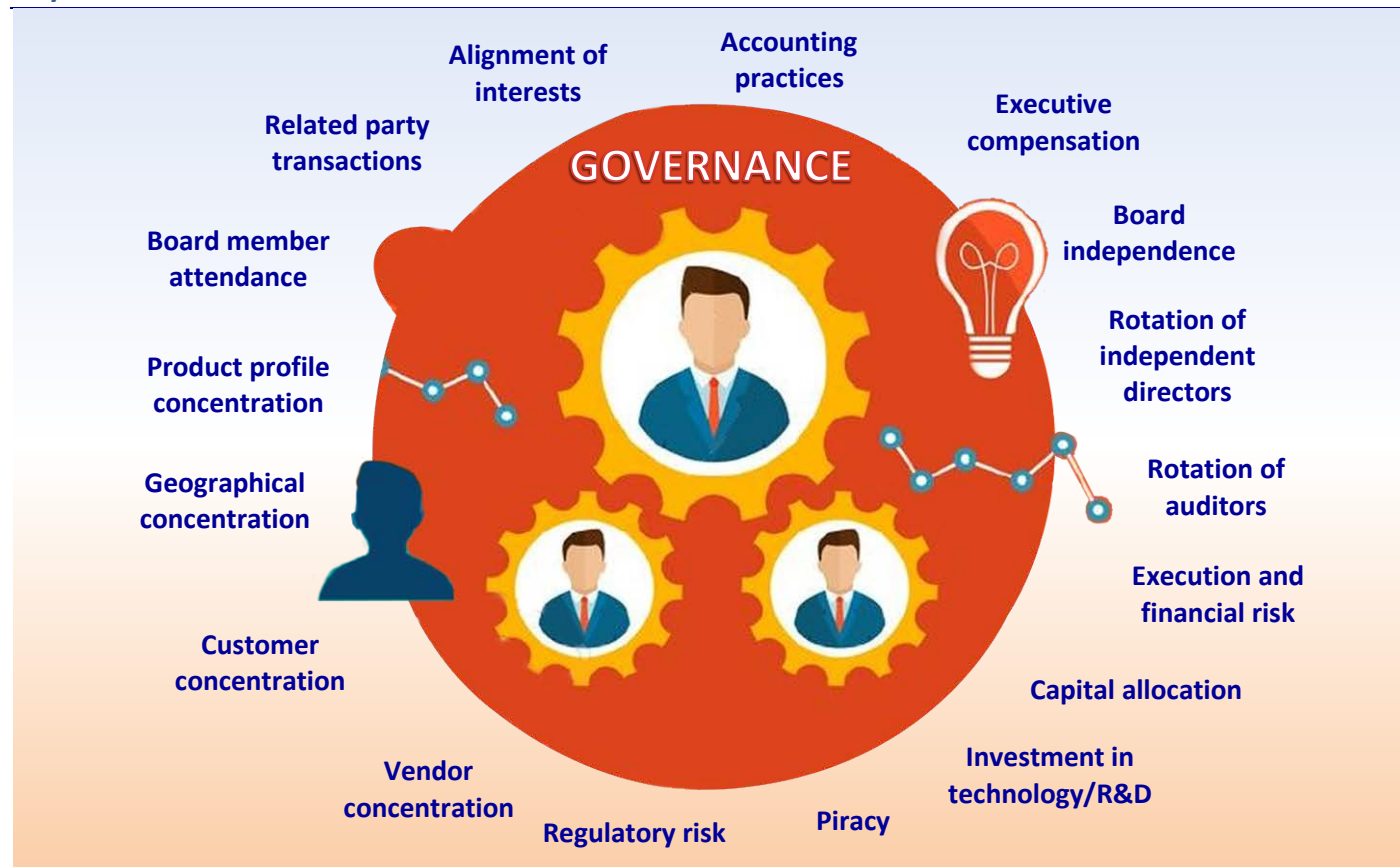 Accounting
practices
Alignment of
interests
Executive
compensation
Related party
transactions
GOVERNANCE
Board
independence
Board member
attendance
Rotation of
independent
directors
Product profile
concentration
Rotation of
auditors
Geographical
concentration
Execution and
financial risk
Customer
concentration
Capital allocation
Investment in
technology/R&D
Vendor
concentration
Piracy
Regulatory risk